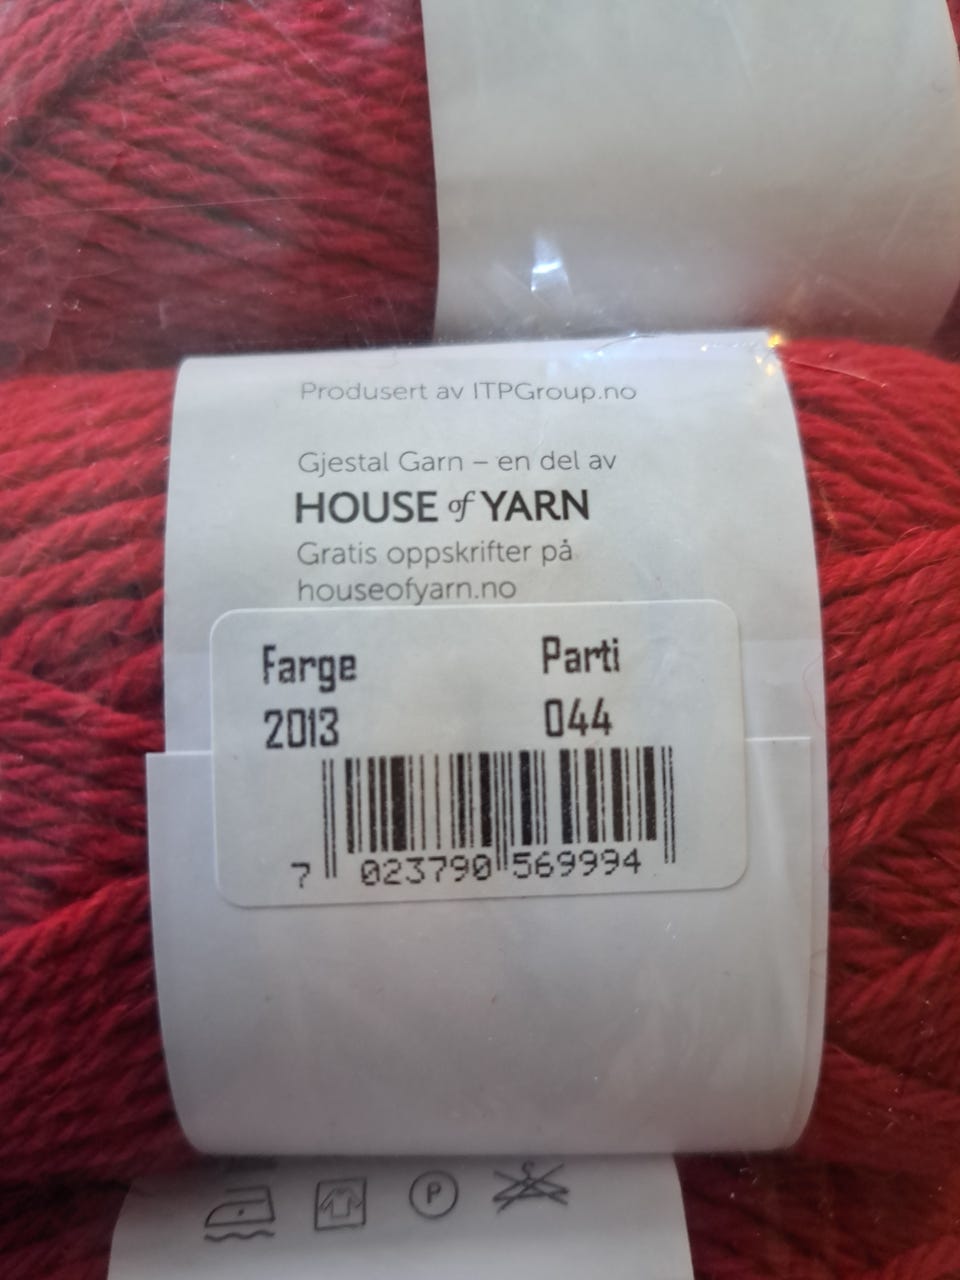 Produsert av ITPGroup.no
Gjestal Garn – en del av
HOUSE of YARN
Gratis oppskrifter på
houseofyarn.no
Farge Parti
2013 044
7 023790 569994
P